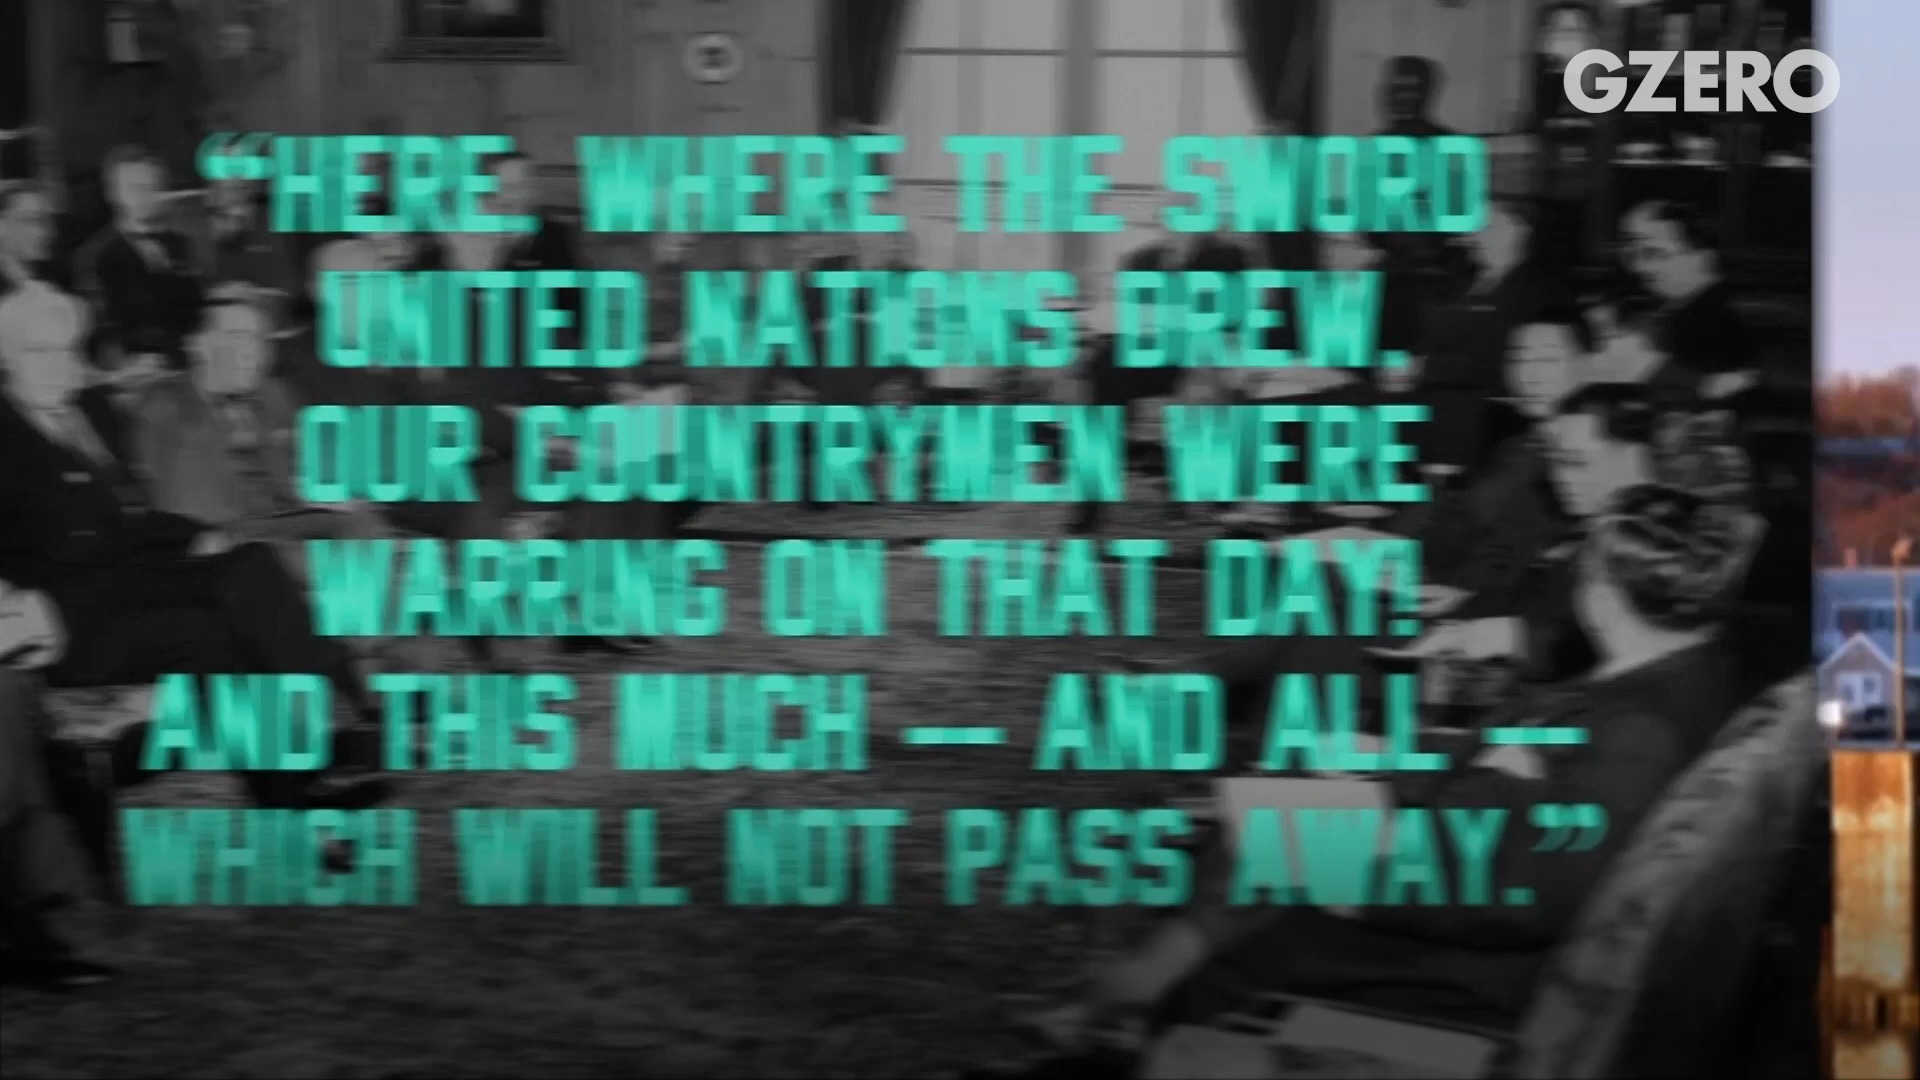 GZERO
“HERE, WHERE THE SWORD
UNITED NATIONS DREW,
OUR COUNTRYMEN WERE
WARRING ON THAT DAY!
AND THIS MUCH — AND ALL —
WHICH WILL NOT PASS AWAY.”